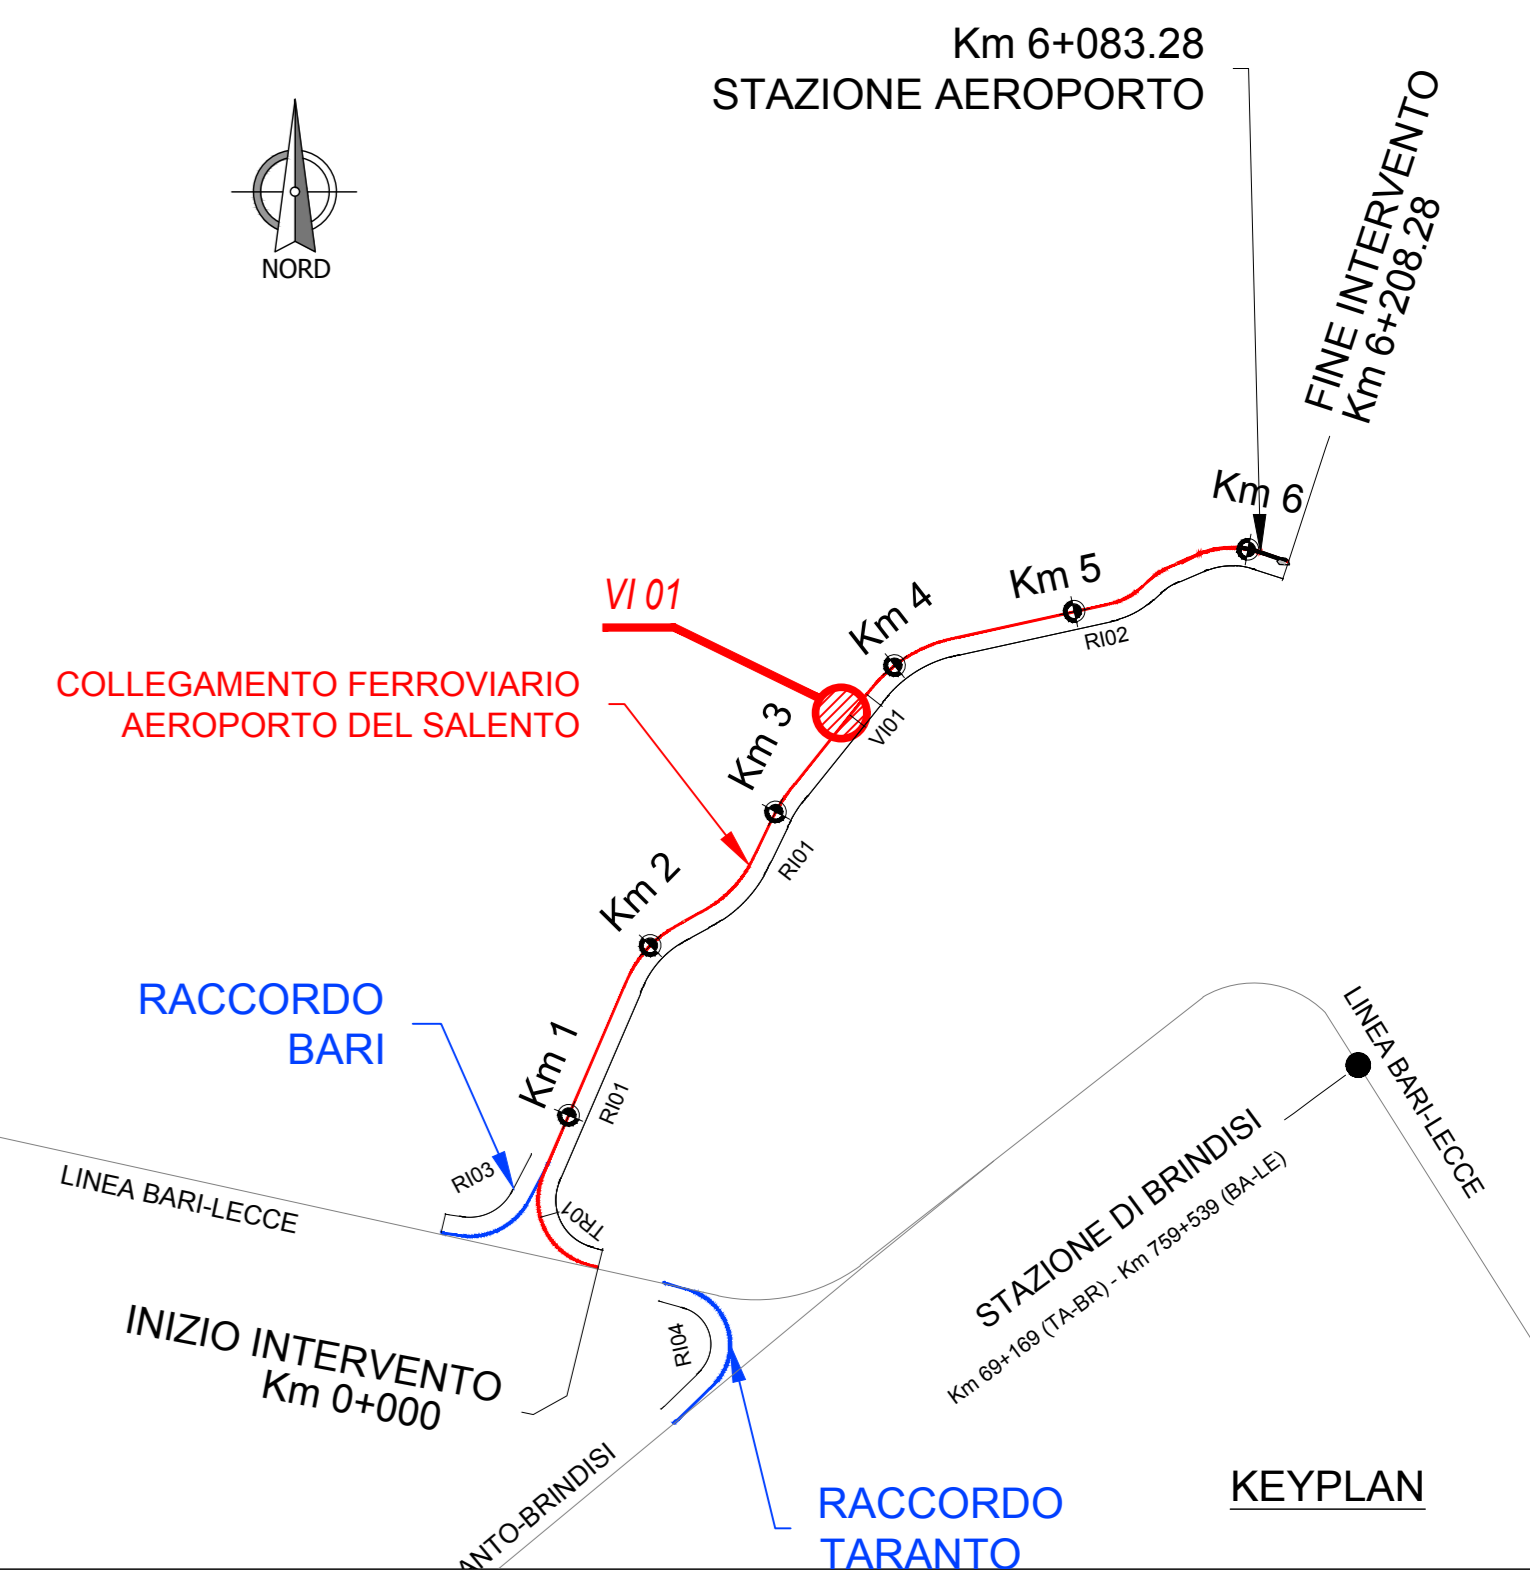 Km 6+083.28
STAZIONE AEROPORTO
FINE INTERVENTO
Km 6+208.28
NORD
Km 6
Km 5
RI02
Km 4
VI 01
VI01
COLLEGAMENTO FERROVIARIO
AEROPORTO DEL SALENTO
Km 3
RI01
Km 2
RACCORDO
BARI
Km 1
RI01
LINEA BARI-LECCE
RI03
TR01
LINEA BARI-LECCE
STAZIONE DI BRINDISI
Km 69+169 (TA-BR) - Km 759+539 (BA-LE)
INIZIO INTERVENTO
Km 0+000
RI04
ANTO-BRINDISI
RACCORDO
TARANTO
KEYPLAN